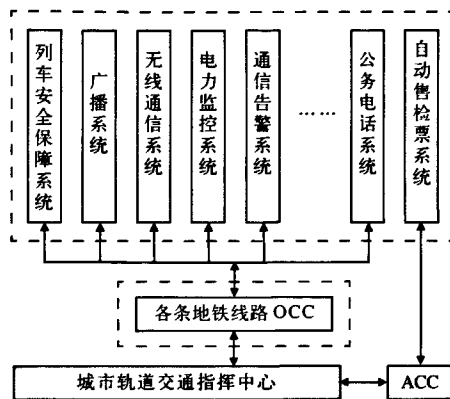 列车安全保障系统
广播系统
无线通信系统
电力监控系统
通信告警系统
……
公务电话系统
自动售检票系统
各条地铁线路OCC
城市轨道交通指挥中心
ACC